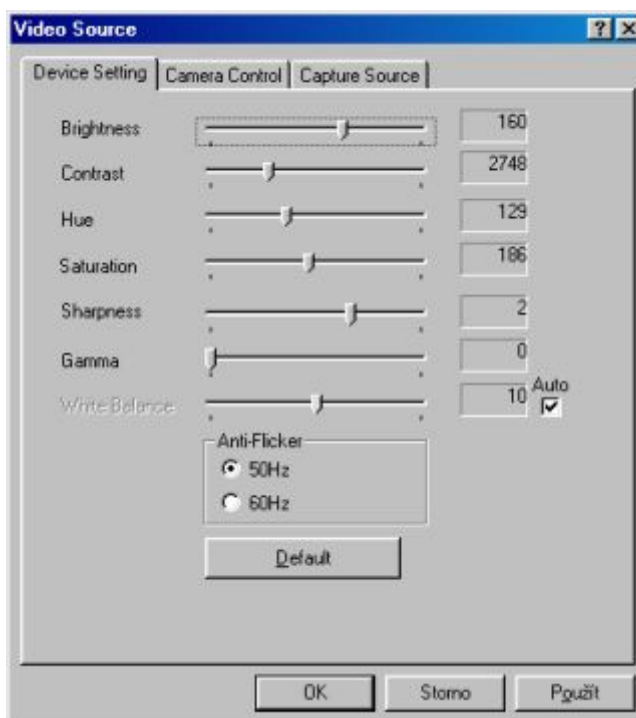 Video Source
Device Setting Camera Control Capture Source
Brightness 160
Contrast 2748
Hue 129
Saturation 186
Sharpness 2
Gamma 0
White Balance 10 Auto
Anti-Flicker
50Hz
60Hz
Default
OK Storno Použít